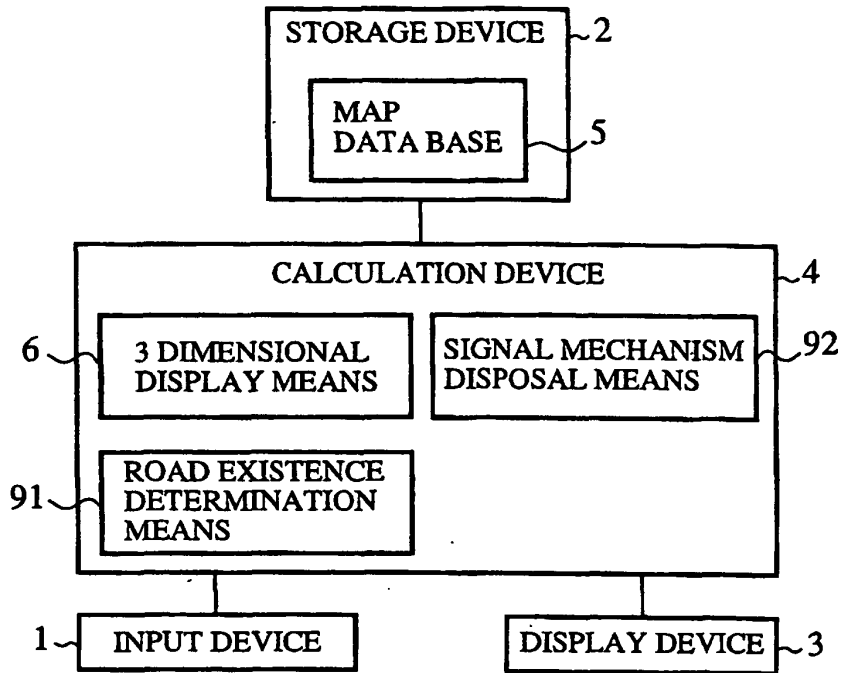 STORAGE DEVICE
2
MAP
DATA BASE
5
CALCULATION DEVICE
4
6
3 DIMENSIONAL
DISPLAY MEANS
SIGNAL MECHANISM
DISPOSAL MEANS
92
91
ROAD EXISTENCE
DETERMINATION
MEANS
1
INPUT DEVICE
DISPLAY DEVICE
3